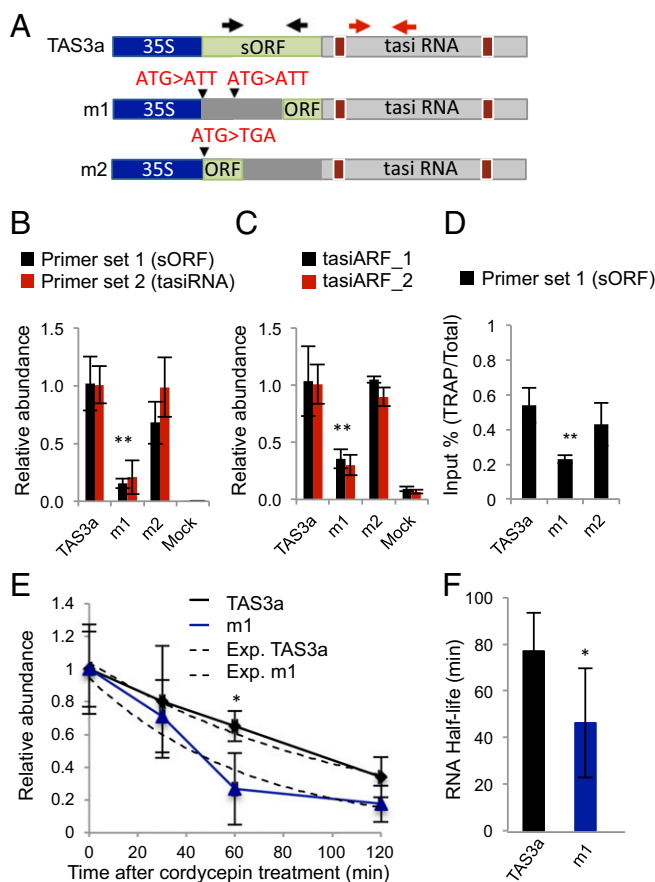 A
TAS3a
35S
sORF
tasi RNA
ATG>ATT
ATG>ATT
m1
35S
ORF
tasi RNA
ATG>TGA
m2
35S
ORF
tasi RNA
B
Primer set 1 (sORF)
Primer set 2 (tasiRNA)
Relative abundance
1.5
1.0
0.5
0.0
**
TAS3a
m1
m2
Mock
C
tasiARF_1
tasiARF_2
Relative abundance
1.5
1.0
0.5
0.0
**
TAS3a
m1
m2
Mock
D
Primer set 1 (sORF)
Input % (TRAP/Total)
1
0.8
0.6
0.4
0.2
0
**
TAS3a
m1
m2
E
TAS3a
m1
Exp. TAS3a
Exp. m1
Relative abundance
1.4
1.2
1
0.8
0.6
0.4
0.2
0
*
0 20 40 60 80 100 120
Time after cordycepin treatment (min)
F
RNA Half-life (min)
100
80
60
40
20
0
*
TAS3a
m1